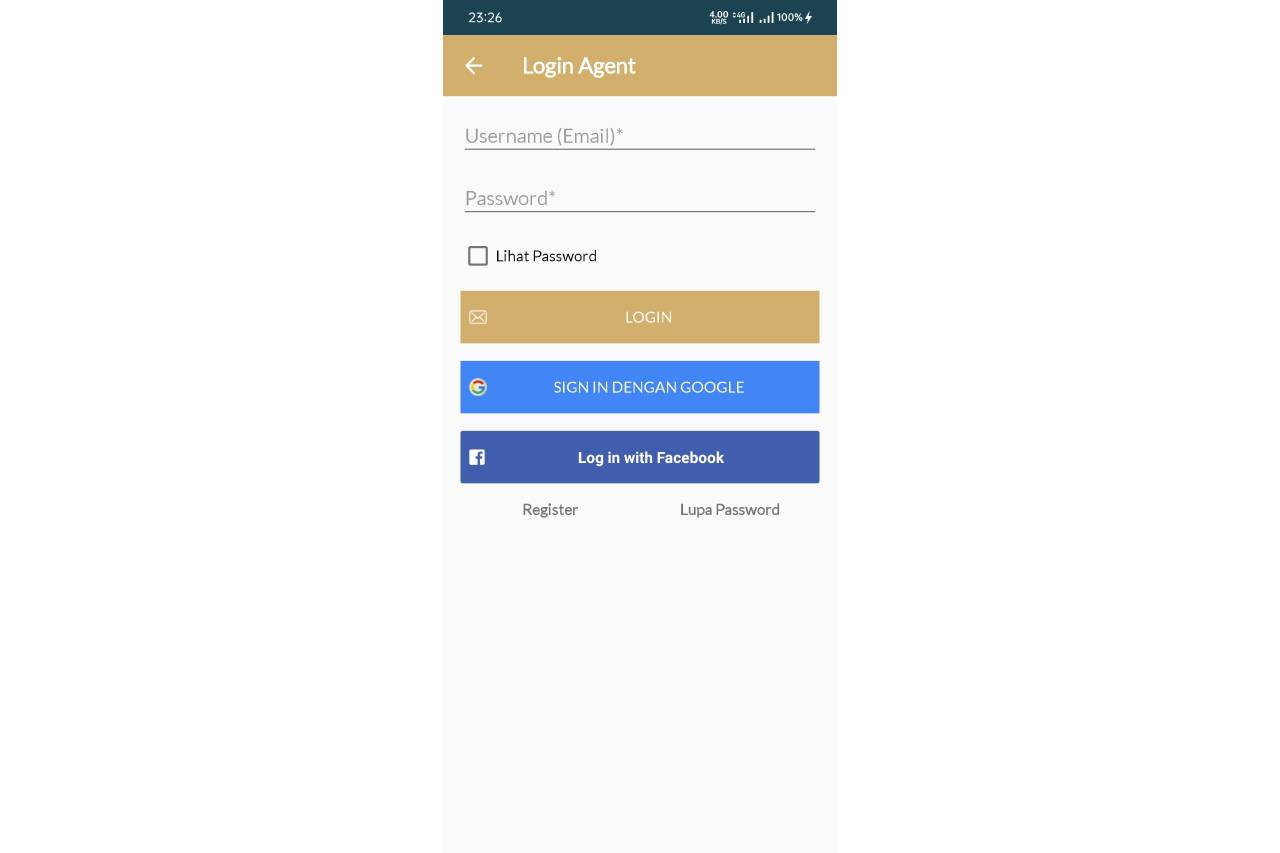 23:26
4.00 KB/S 4G 100%
Login Agent
Username (Email)*
Password*
Lihat Password
LOGIN
SIGN IN DENGAN GOOGLE
Log in with Facebook
Register Lupa Password